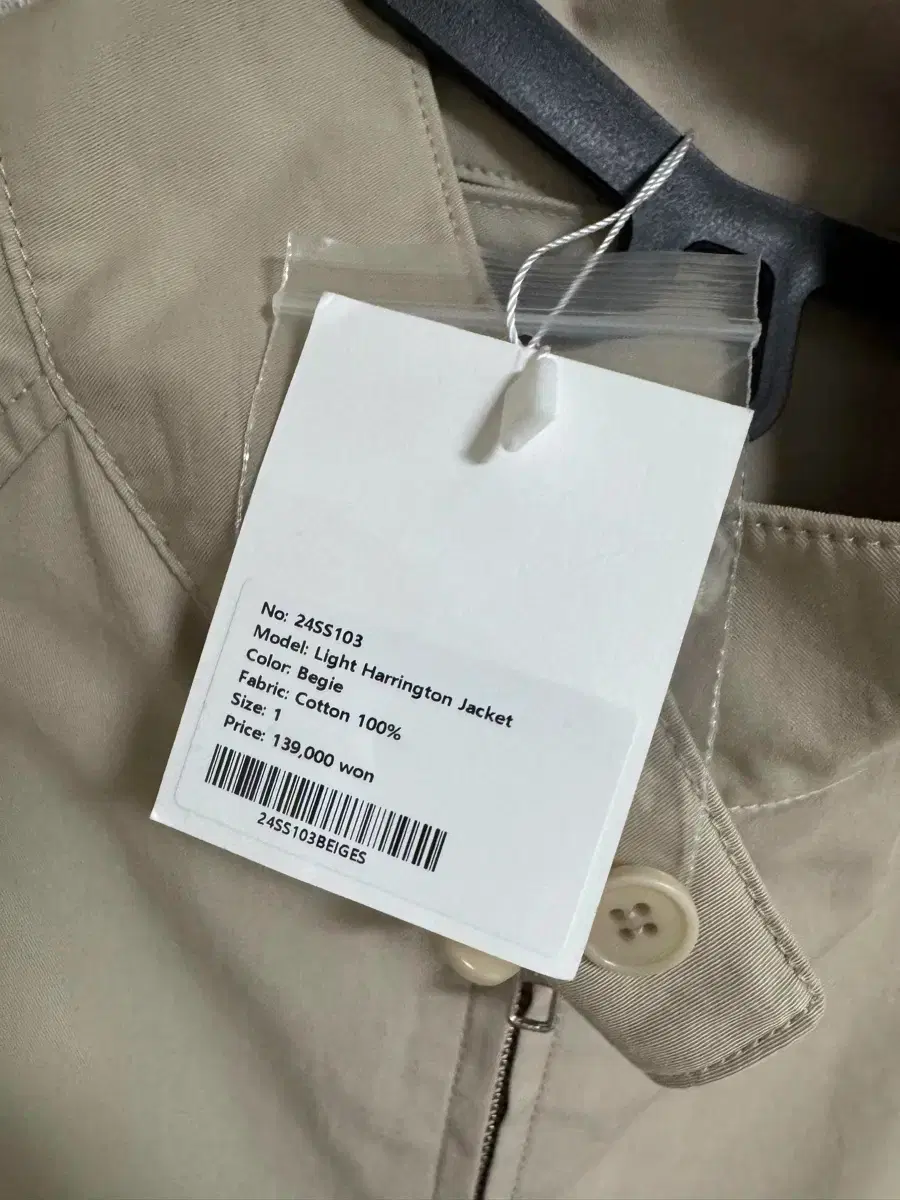 No: 24SS103
Model: Light Harrington Jacket
Color: Begie
Fabric: Cotton 100%
Size: 1
Price: 139,000 won
24SS103BEIGES